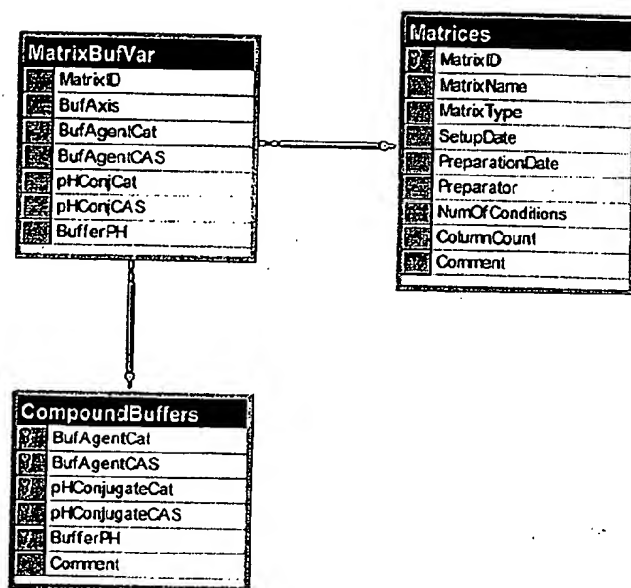 MatrixBufVar
MatrixID
BufAxis
BufAgentCat
BufAgentCAS
pHConjCat
pHConjCAS
BufferPH
Matrices
MatrixID
MatrixName
MatrixType
SetupDate
PreparationDate
Preparator
NumOfConditions
ColumnCount
Comment
CompoundBuffers
BufAgentCat
BufAgentCAS
pHConjugateCat
pHConjugateCAS
BufferPH
Comment